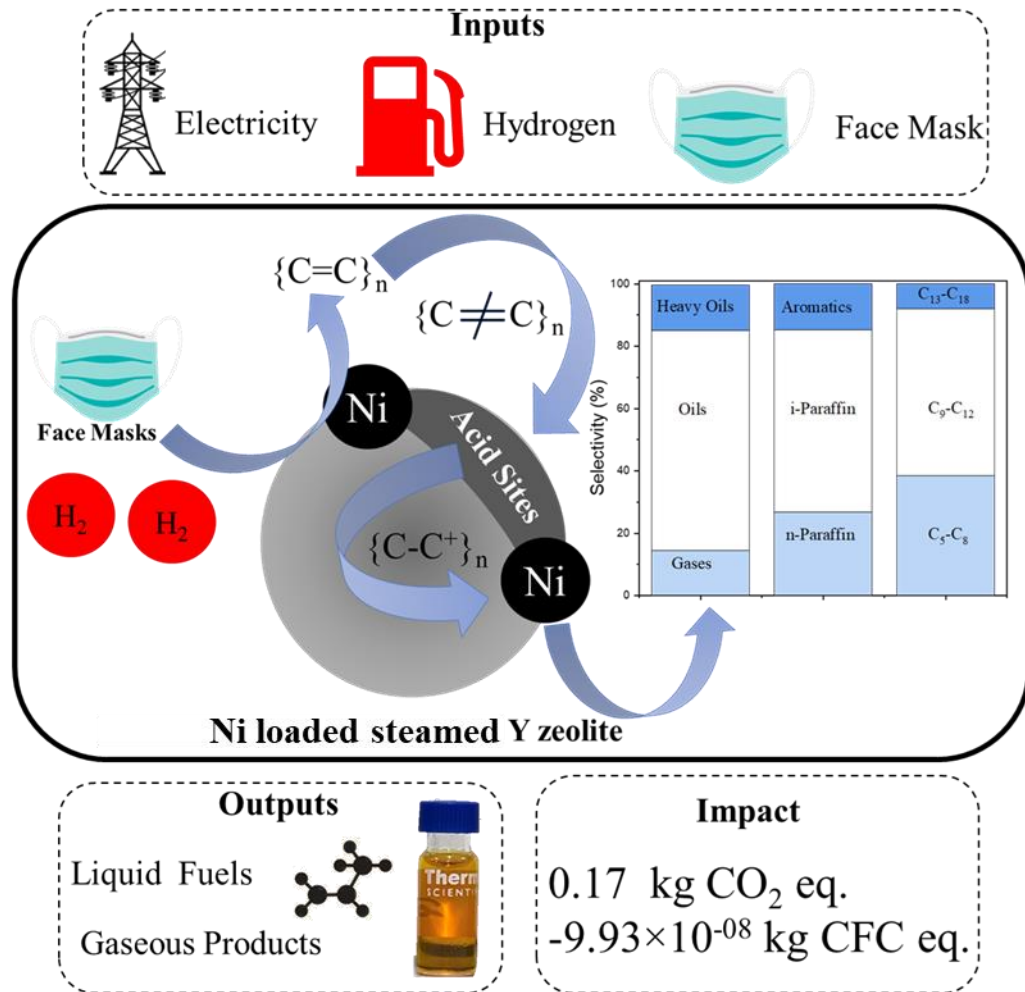 Inputs
Electricity
Hydrogen
Face Mask
{C=C}n
{C≠C}n
Face Masks
H2
H2
Ni
Acid Sites
{C-C+}n
Ni
Ni loaded steamed Y zeolite
Selectivity (%)
100
80
60
40
20
0
Heavy Oils
Oils
Gases
Aromatics
i-Paraffin
n-Paraffin
C13-C18
C9-C12
C5-C8
Outputs
Liquid Fuels
Gaseous Products
Therm
SCIENTIF
Impact
0.17 kg CO2 eq.
-9.93×10-08 kg CFC eq.